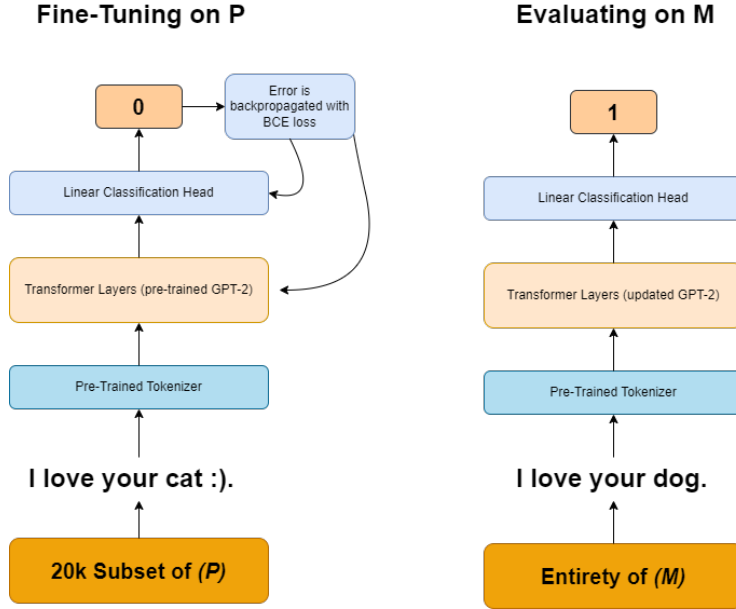 Fine-Tuning on P
0
Error is
backpropagated with
BCE loss
Linear Classification Head
Transformer Layers (pre-trained GPT-2)
Pre-Trained Tokenizer
I love your cat :).
20k Subset of (P)
Evaluating on M
1
Linear Classification Head
Transformer Layers (updated GPT-2)
Pre-Trained Tokenizer
I love your dog.
Entirety of (M)